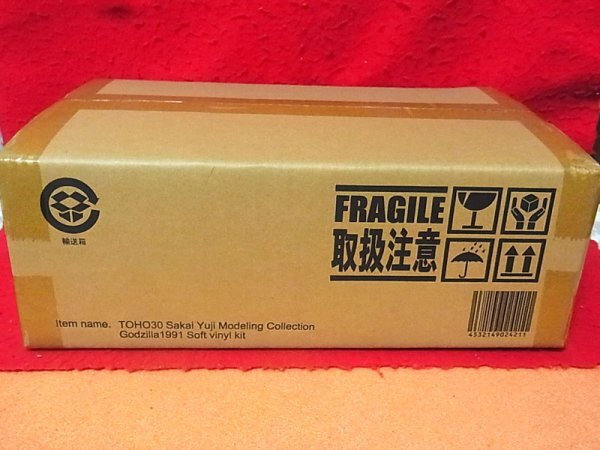 輸送箱
FRAGILE
取扱注意
Item name. TOHO30 Sakai Yuji Modeling Collection
Godzilla1991 Soft vinyl kit
4532149024211